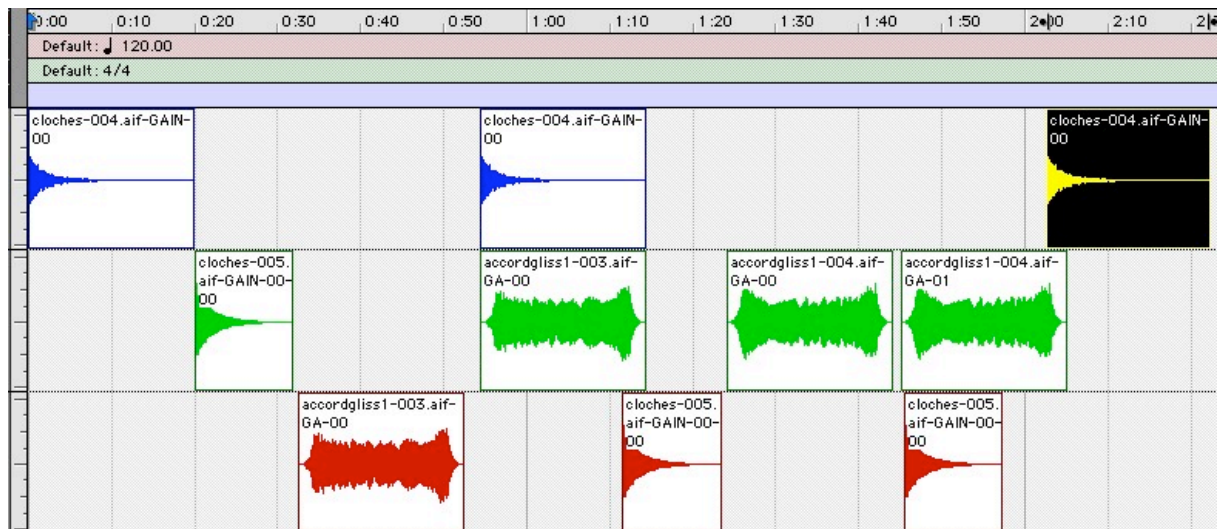 0:00 0:10 0:20 0:30 0:40 0:50 1:00 1:10 1:20 1:30 1:40 1:50 2:00 2:10
Default: ♩ 120.00
Default: 4/4
cloches-004.aif-GAIN-
00
cloches-004.aif-GAIN-
00
cloches-004.aif-GAIN-
00
cloches-005.
aif-GAIN-00-
00
accordgliss1-003.aif-
GA-00
accordgliss1-004.aif-
GA-00
accordgliss1-004.aif-
GA-01
accordgliss1-003.aif-
GA-00
cloches-005.
aif-GAIN-00-
00
cloches-005.
aif-GAIN-00-
00